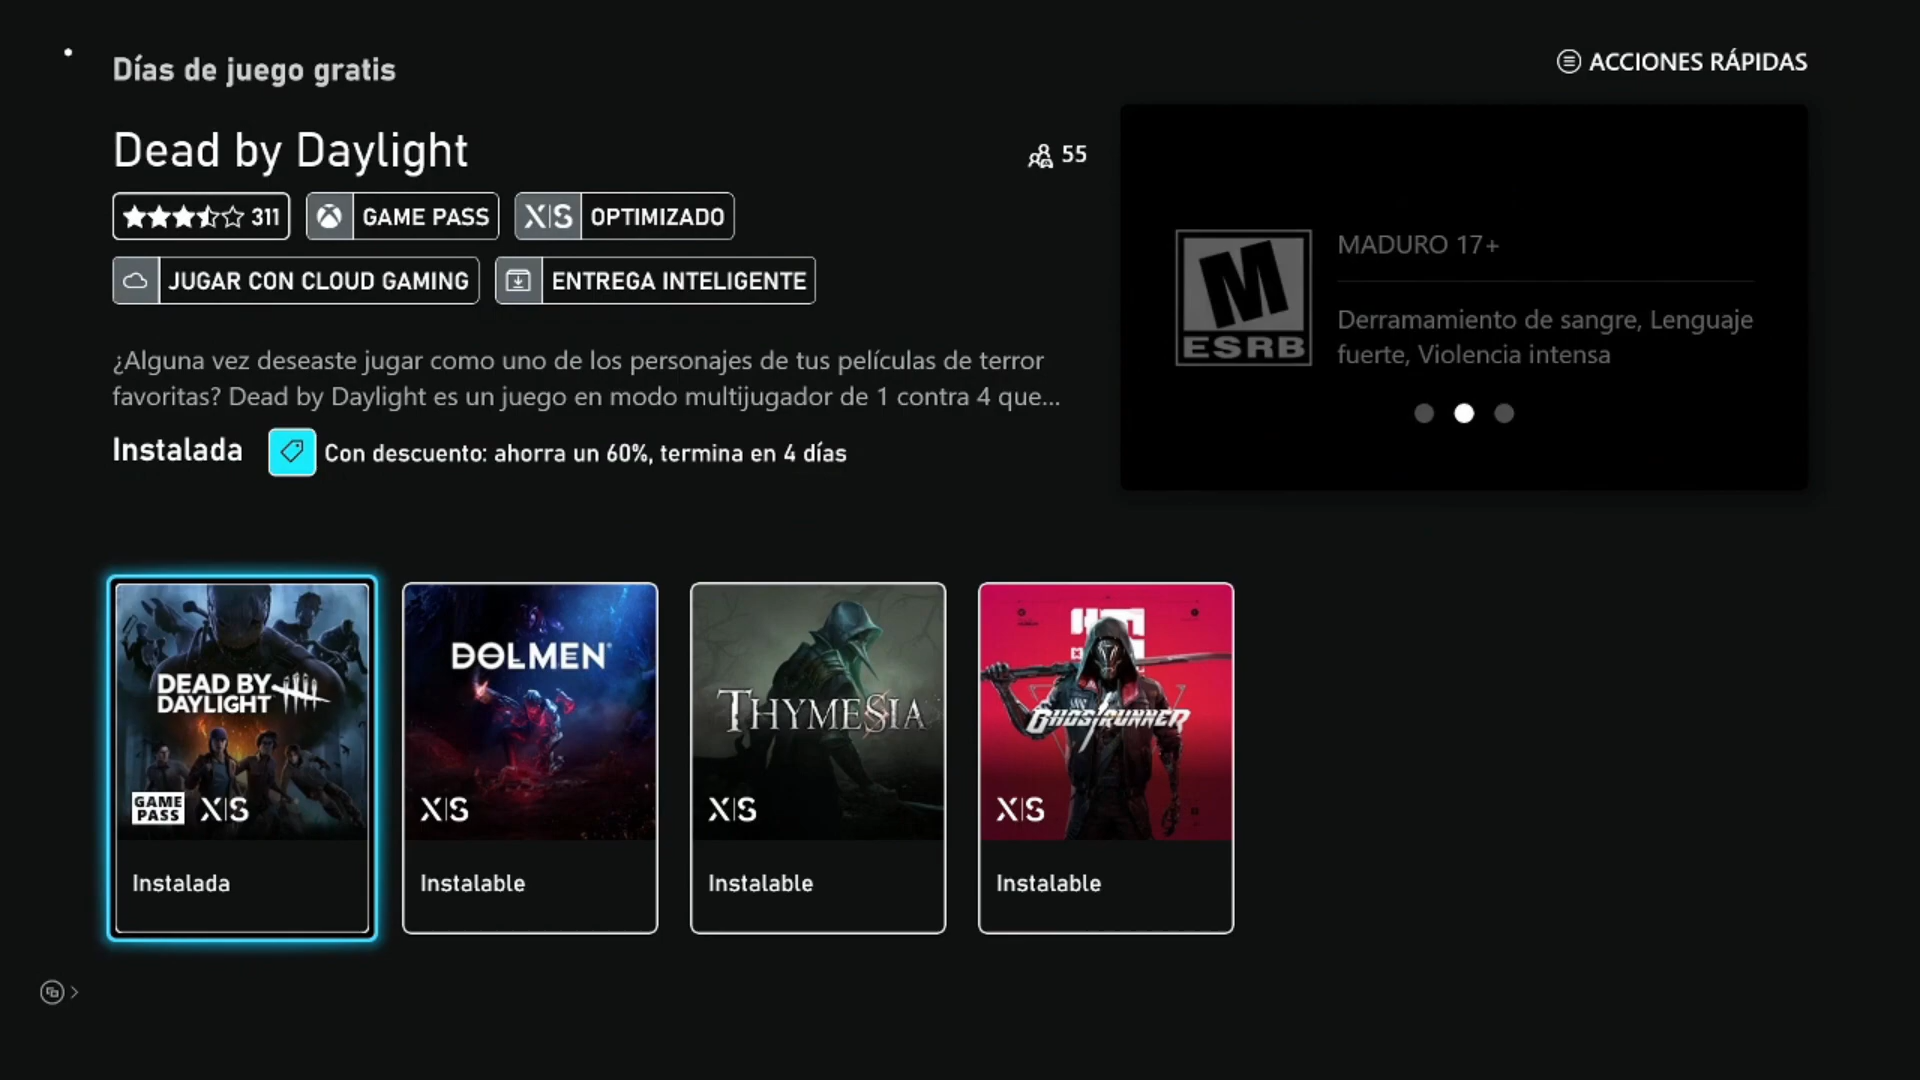 Días de juego gratis
ACCIONES RÁPIDAS
Dead by Daylight
55
311
GAME PASS
X|S OPTIMIZADO
JUGAR CON CLOUD GAMING
ENTREGA INTELIGENTE
¿Alguna vez deseaste jugar como uno de los personajes de tus películas de terror
favoritas? Dead by Daylight es un juego en modo multijugador de 1 contra 4 que...
Instalada
Con descuento: ahorra un 60%, termina en 4 días
M
ESRB
MADURO 17+
Derramamiento de sangre, Lenguaje
fuerte, Violencia intensa
DEAD BY
DAYLIGHT
GAME
PASS
X|S
Instalada
DOLMEN
X|S
Instalable
THYMESIA
X|S
Instalable
GHOSTRUNNER
X|S
Instalable